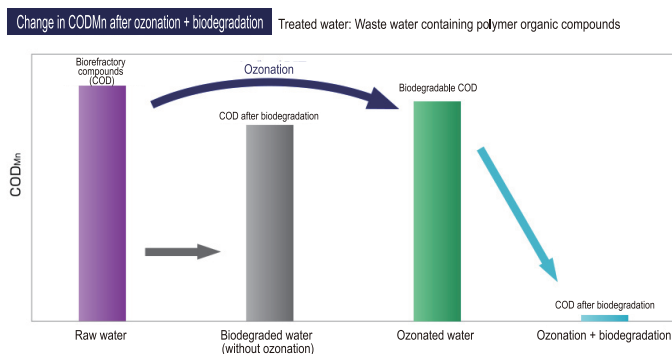 Change in CODMn after ozonation + biodegradation
Treated water: Waste water containing polymer organic compounds
Biorefractory
compounds
(COD)
Ozonation
Biodegradable COD
COD after biodegradation
CODMn
COD after biodegradation
Raw water
Biodegraded water
(without ozonation)
Ozonated water
Ozonation + biodegradation